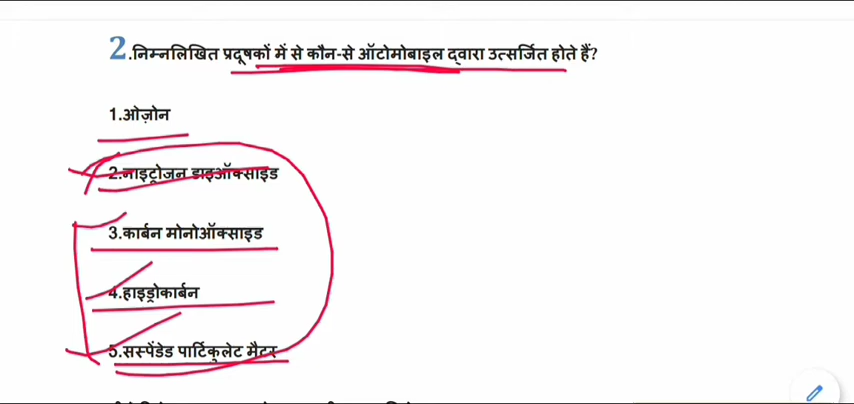 2.निम्नलिखित प्रदूषकों में से कौन-से ऑटोमोबाइल द्वारा उत्सर्जित होते हैं?
1.ओज़ोन
2.नाइट्रोजन डाइऑक्साइड
3.कार्बन मोनोऑक्साइड
4.हाइड्रोकार्बन
5.सस्पेंडेड पार्टिकुलेट मैटर